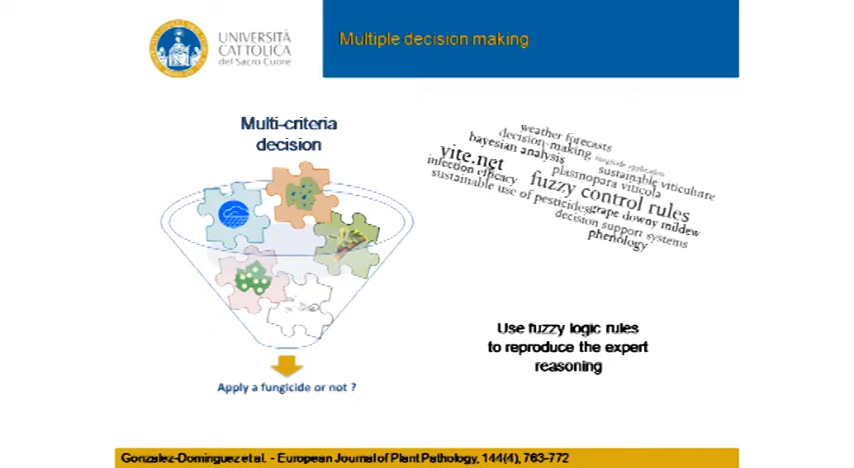 UNIVERSITÀ
CATTOLICA
del Sacro Cuore
Multiple decision making
Multi-criteria
decision
Apply a fungicide or not ?
weather forecasts
decision-making
bayesian analysis
fungicide application
vite.net
sustainable viticulture
plasmopara viticola
infection efficacy
fuzzy control rules
sustainable use of pesticides
grape downy mildew
decision support systems
phenology
Use fuzzy logic rules
to reproduce the expert
reasoning
Gonzalez-Dominguez et al. - European Journal of Plant Pathology, 144(4), 763-772